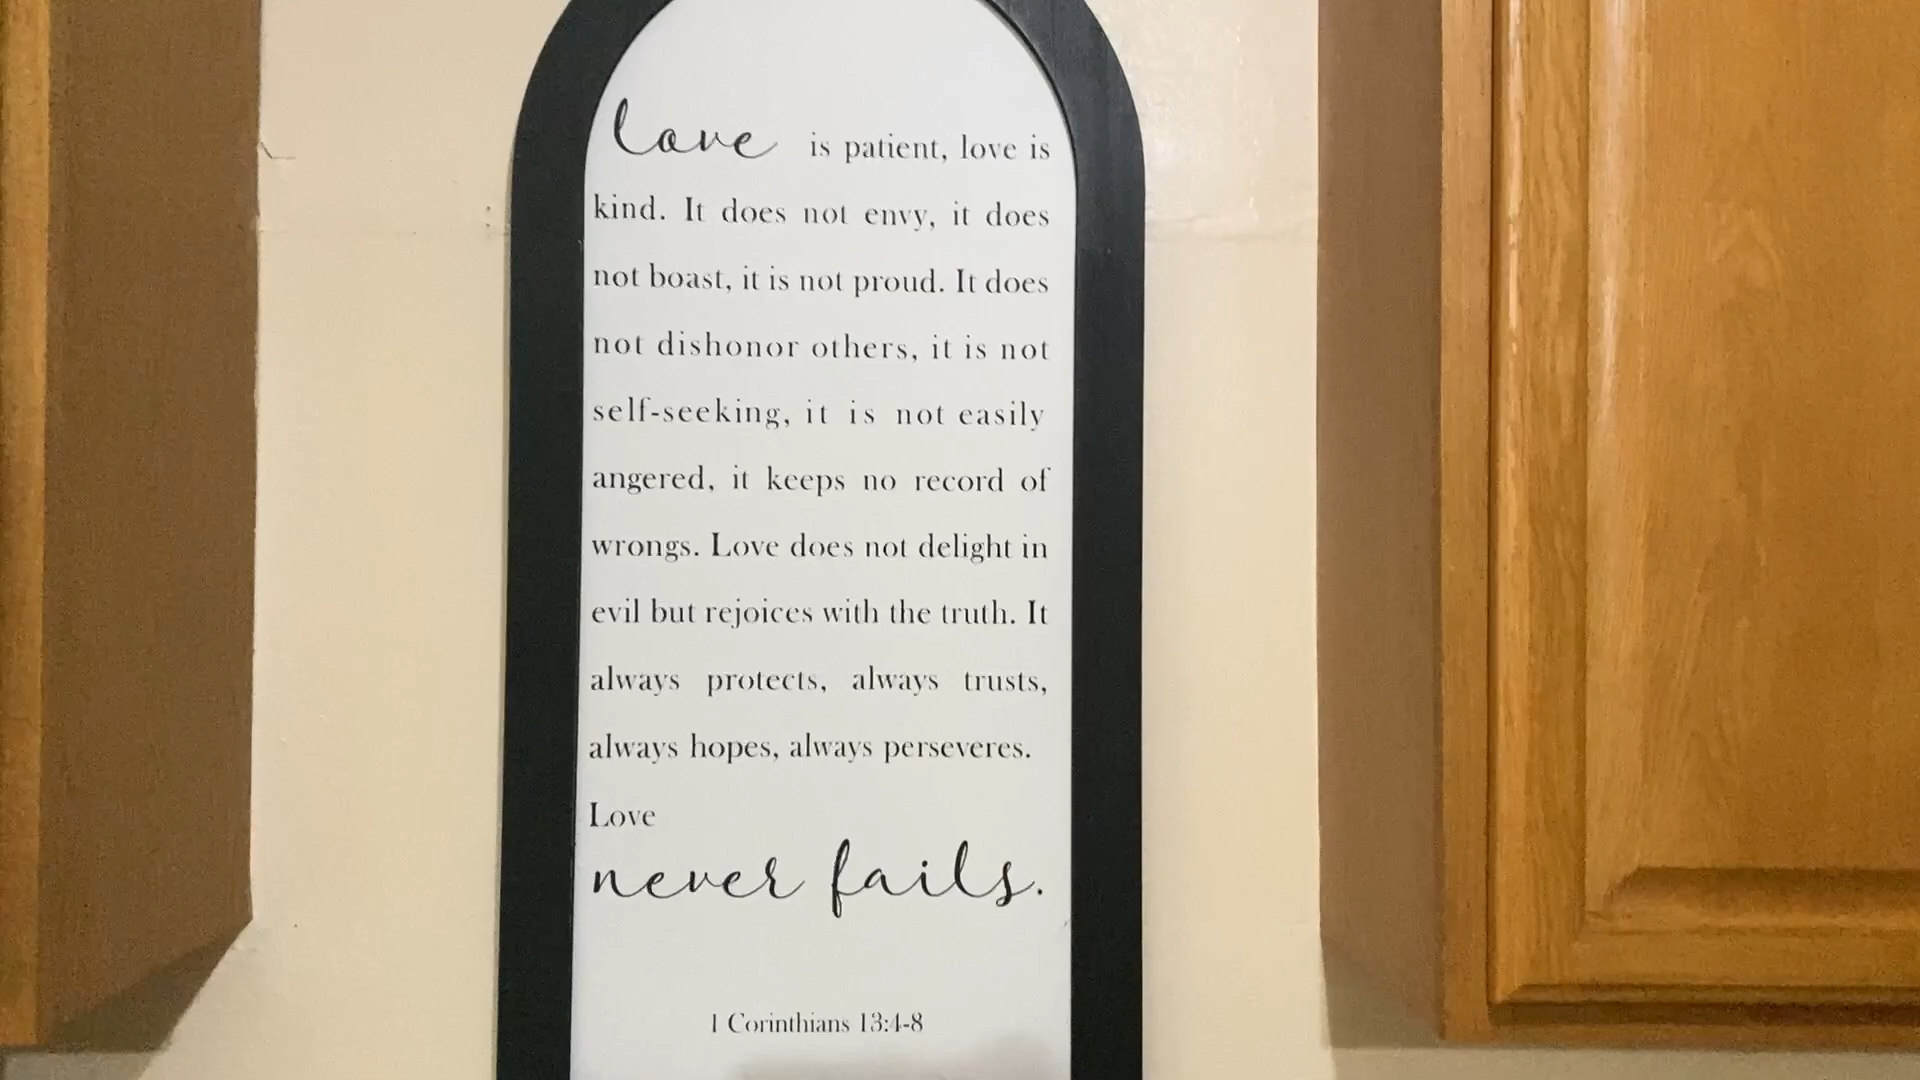 love is patient, love is
kind. It does not envy, it does
not boast, it is not proud. It does
not dishonor others, it is not
self-seeking, it is not easily
angered, it keeps no record of
wrongs. Love does not delight in
evil but rejoices with the truth. It
always protects, always trusts,
always hopes, always perseveres.
Love
never fails.
1 Corinthians 13:4-8